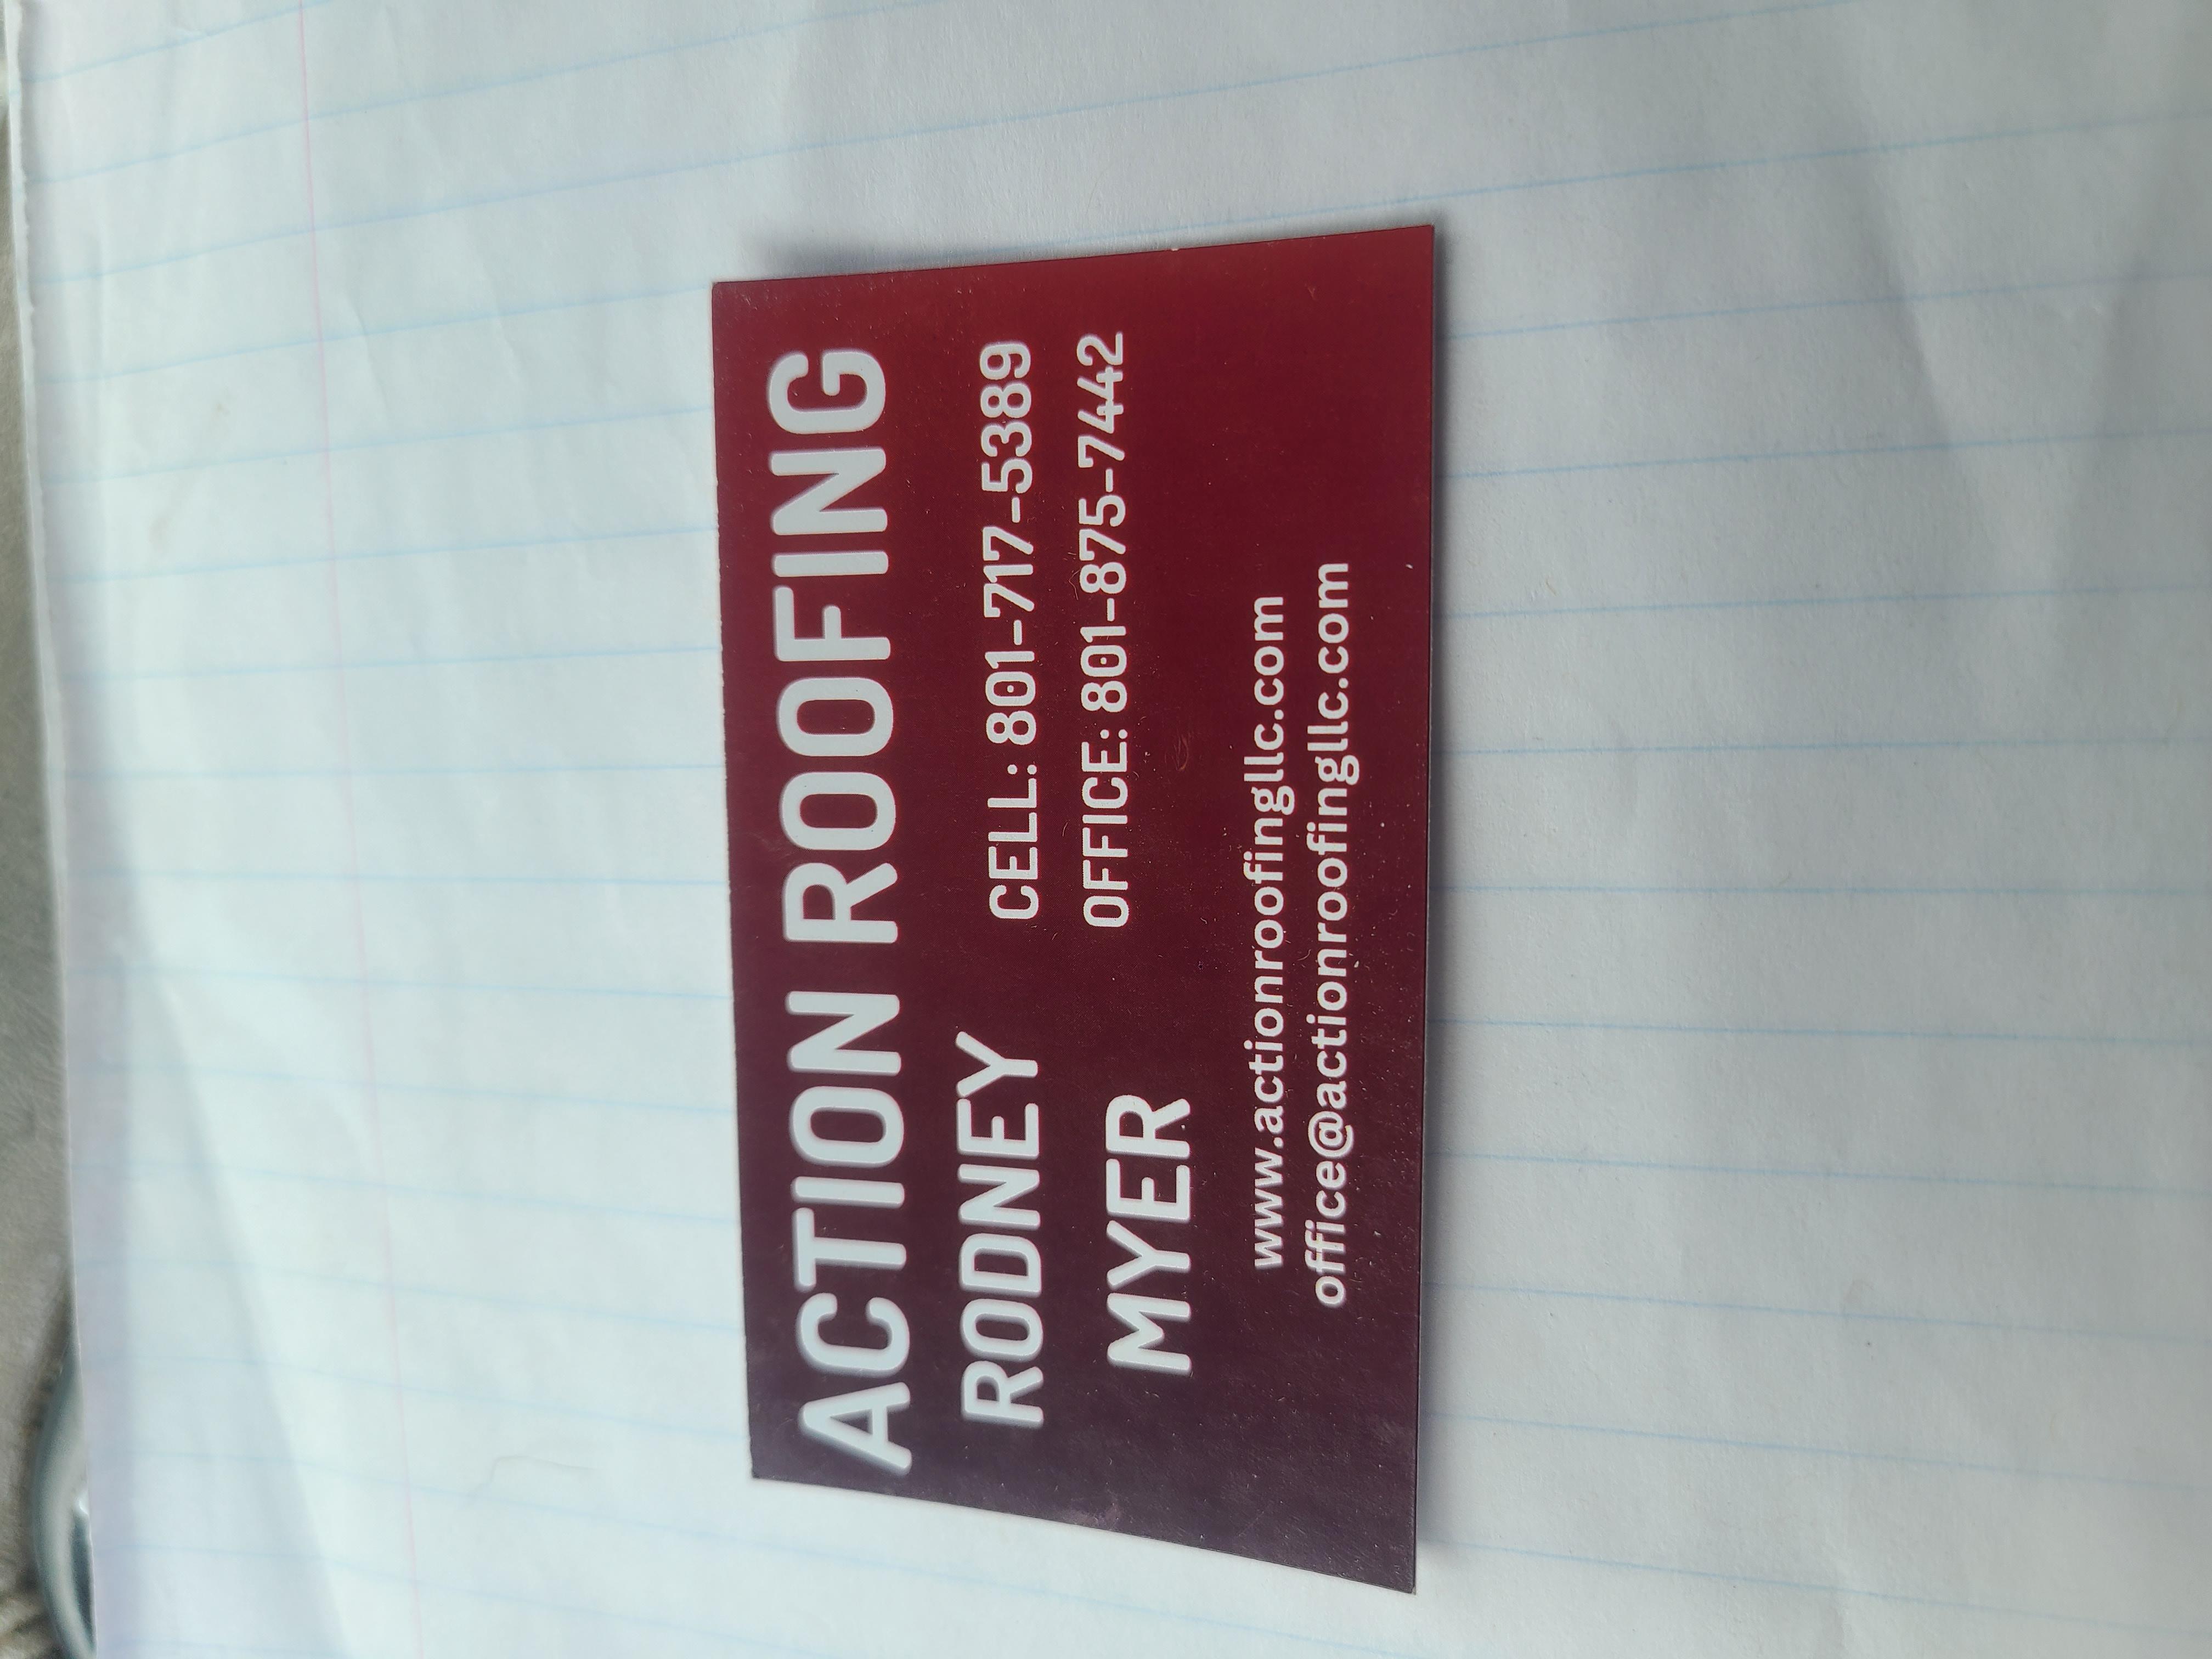 ACTION ROOFING
RODNEY
MYER
CELL: 801-717-5389
OFFICE: 801-875-7442
www.actionroofingllc.com
office@actionroofingllc.com